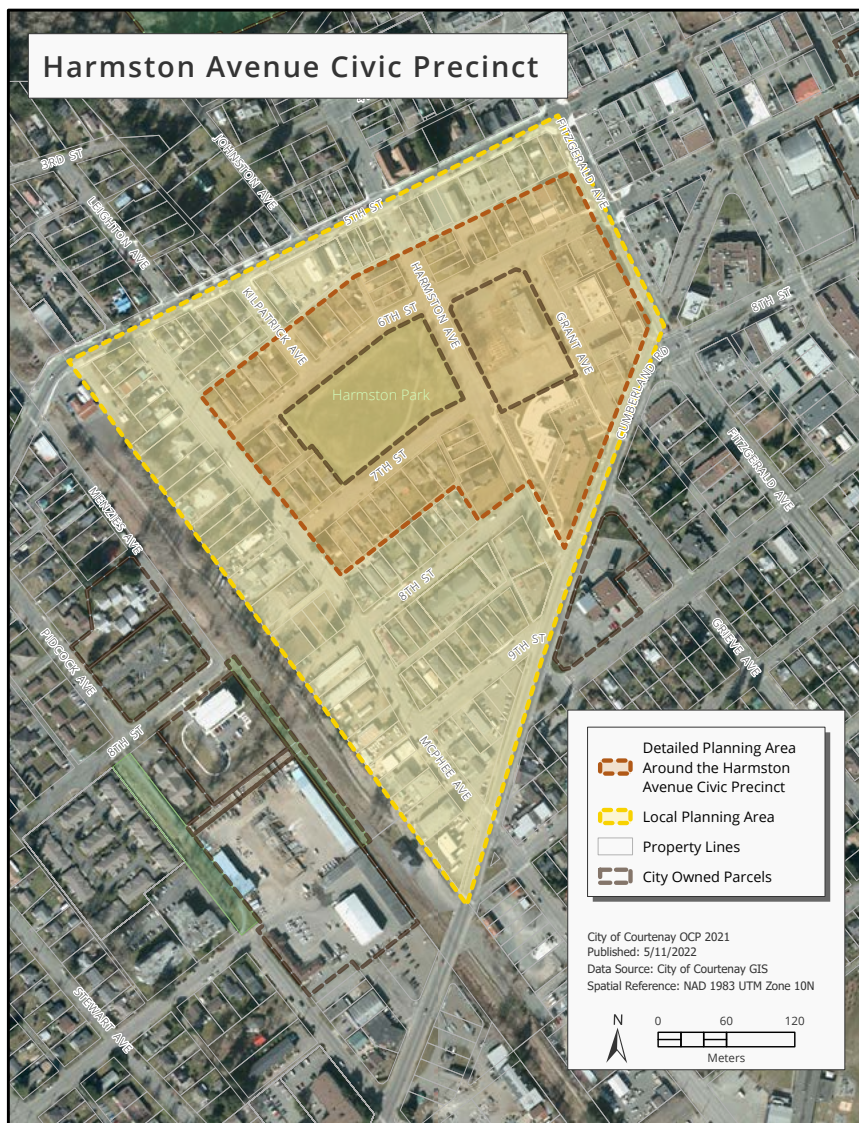 Harmston Avenue Civic Precinct
3RD ST
JOHNSTON AVE
LEIGHTON AVE
5TH ST
FITZGERALD AVE
KILPATRICK AVE
6TH ST
HARMSTON AVE
GRANT AVE
8TH ST
Harmston Park
CUMBERLAND RD
7TH ST
FITZGERALD AVE
MENZIES AVE
8TH ST
9TH ST
GRIEVE AVE
PIDCOCK AVE
8TH ST
MCPHEE AVE
STEWART AVE
Detailed Planning Area
Around the Harmston
Avenue Civic Precinct
Local Planning Area
Property Lines
City Owned Parcels
City of Courtenay OCP 2021
Published: 5/11/2022
Data Source: City of Courtenay GIS
Spatial Reference: NAD 1983 UTM Zone 10N
N
0 60 120
Meters